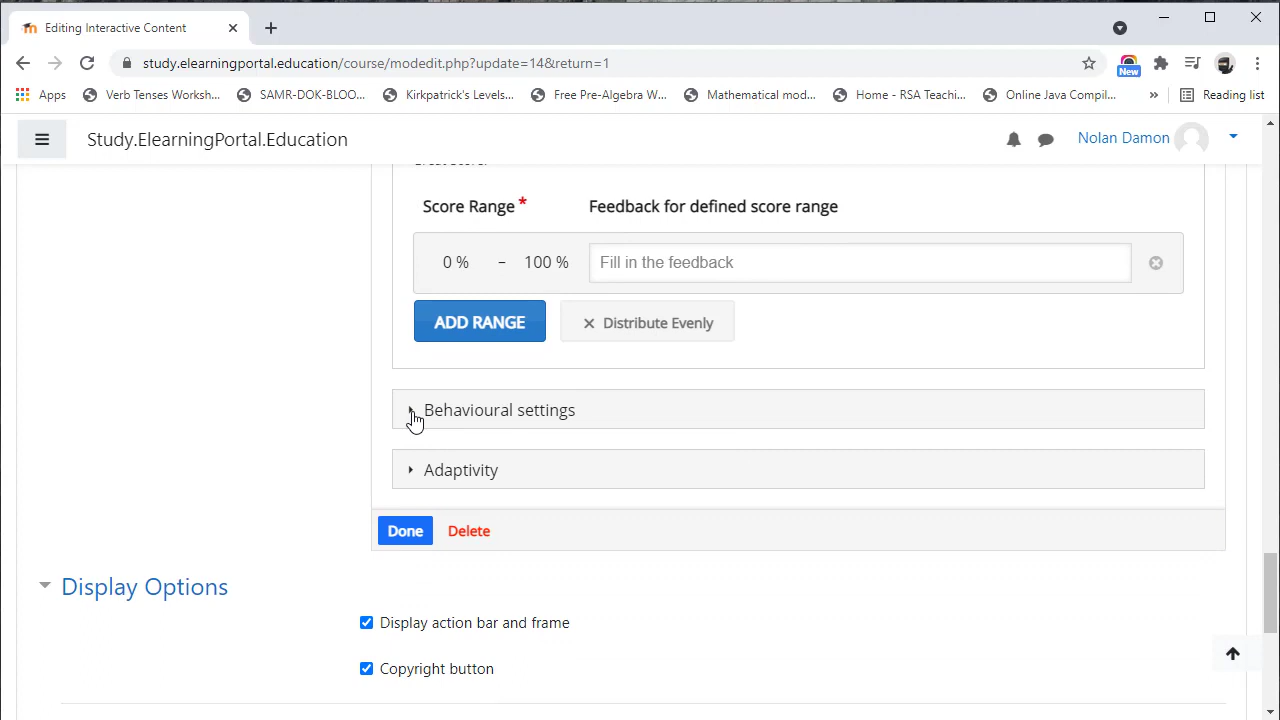 Editing Interactive Content
study.elearningportal.education/course/modedit.php?update=14&return=1
New
Apps
Verb Tenses Worksh...
SAMR-DOK-BLOO...
Kirkpatrick's Levels...
Free Pre-Algebra W...
Mathematical mod...
Home - RSA Teachi...
Online Java Compil...
»
Reading list
Study.ElearningPortal.Education
Nolan Damon
Score Range *
Feedback for defined score range
0 % – 100 %
Fill in the feedback
ADD RANGE
Distribute Evenly
Behavioural settings
Adaptivity
Done
Delete
Display Options
Display action bar and frame
Copyright button